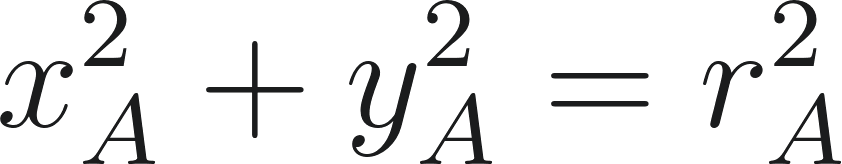 $x_A^2 + y_A^2 = r_A^2$